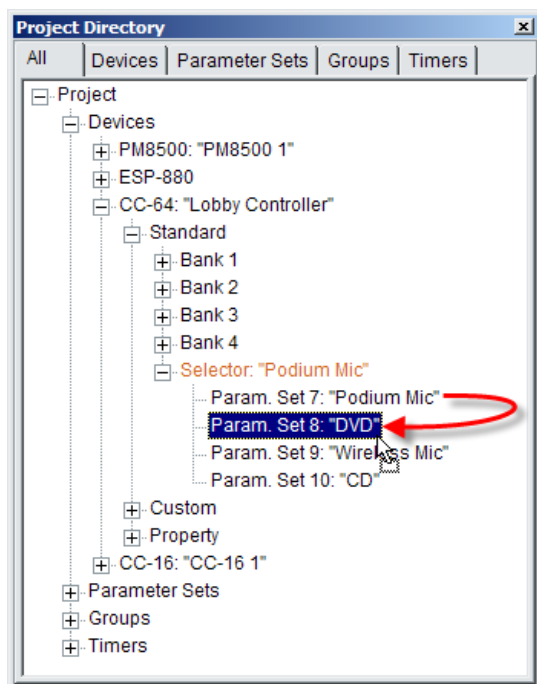 Project Directory
All Devices Parameter Sets Groups Timers
Project
Devices
PM8500: "PM8500 1"
ESP-880
CC-64: "Lobby Controller"
Standard
Bank 1
Bank 2
Bank 3
Bank 4
Selector: "Podium Mic"
Param. Set 7: "Podium Mic"
Param. Set 8: "DVD"
Param. Set 9: "Wireless Mic"
Param. Set 10: "CD"
Custom
Property
CC-16: "CC-16 1"
Parameter Sets
Groups
Timers